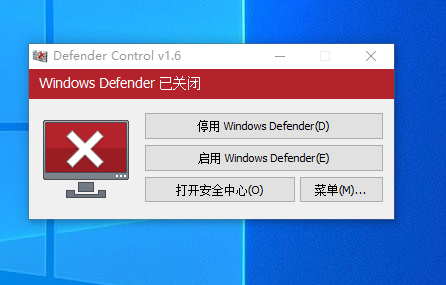 Defender Control v1.6
Windows Defender 已关闭
停用 Windows Defender(D)
启用 Windows Defender(E)
打开安全中心(O) 菜单(M)...